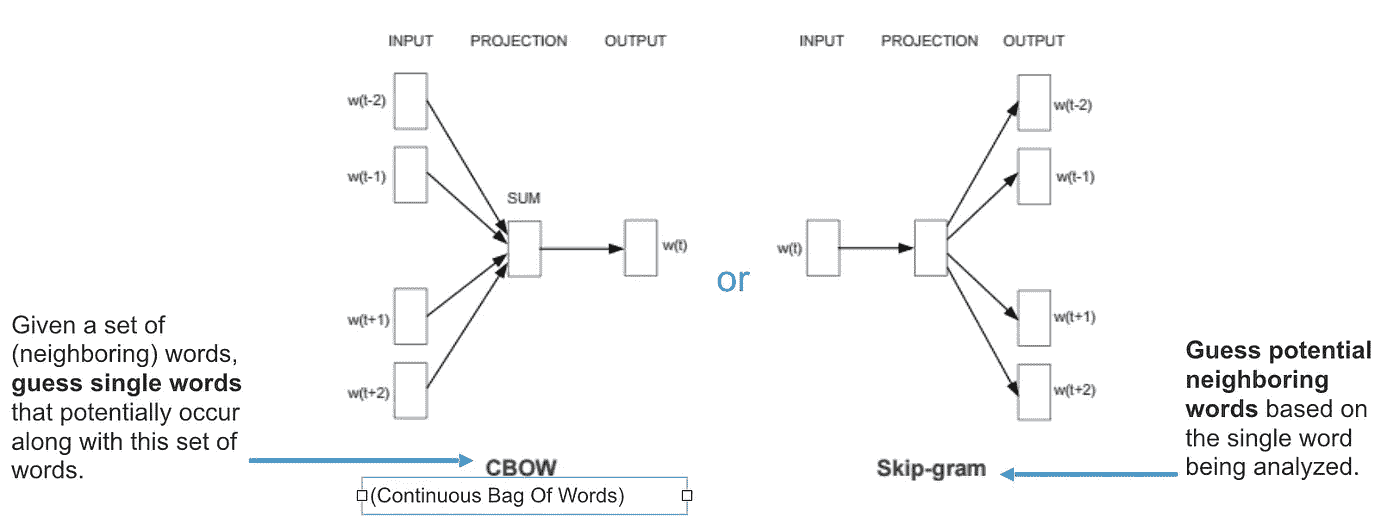 INPUT PROJECTION OUTPUT
w(t-2)
w(t-1)
SUM
w(t)
w(t+1)
w(t+2)
CBOW
(Continuous Bag Of Words)
Given a set of
(neighboring) words,
guess single words
that potentially occur
along with this set of
words.
or
INPUT PROJECTION OUTPUT
w(t-2)
w(t-1)
w(t)
w(t+1)
w(t+2)
Skip-gram
Guess potential
neighboring
words based on
the single word
being analyzed.